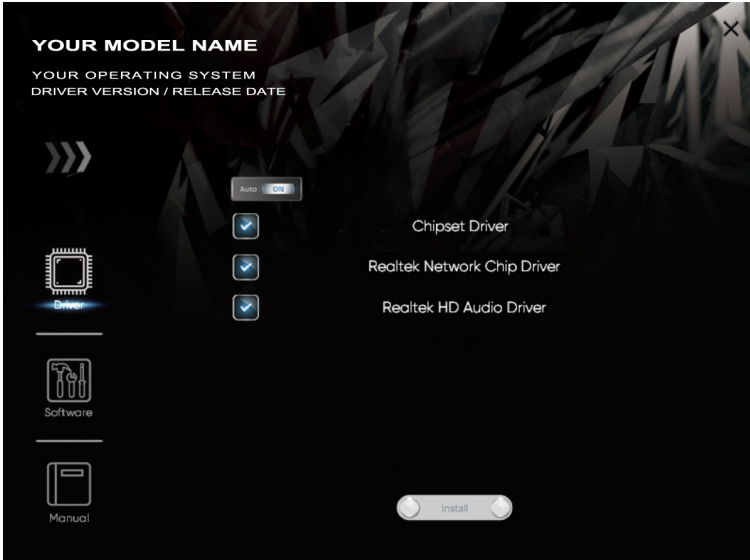 YOUR MODEL NAME
YOUR OPERATING SYSTEM
DRIVER VERSION / RELEASE DATE
Auto ON
Chipset Driver
Realtek Network Chip Driver
Realtek HD Audio Driver
Driver
Software
Manual
Install